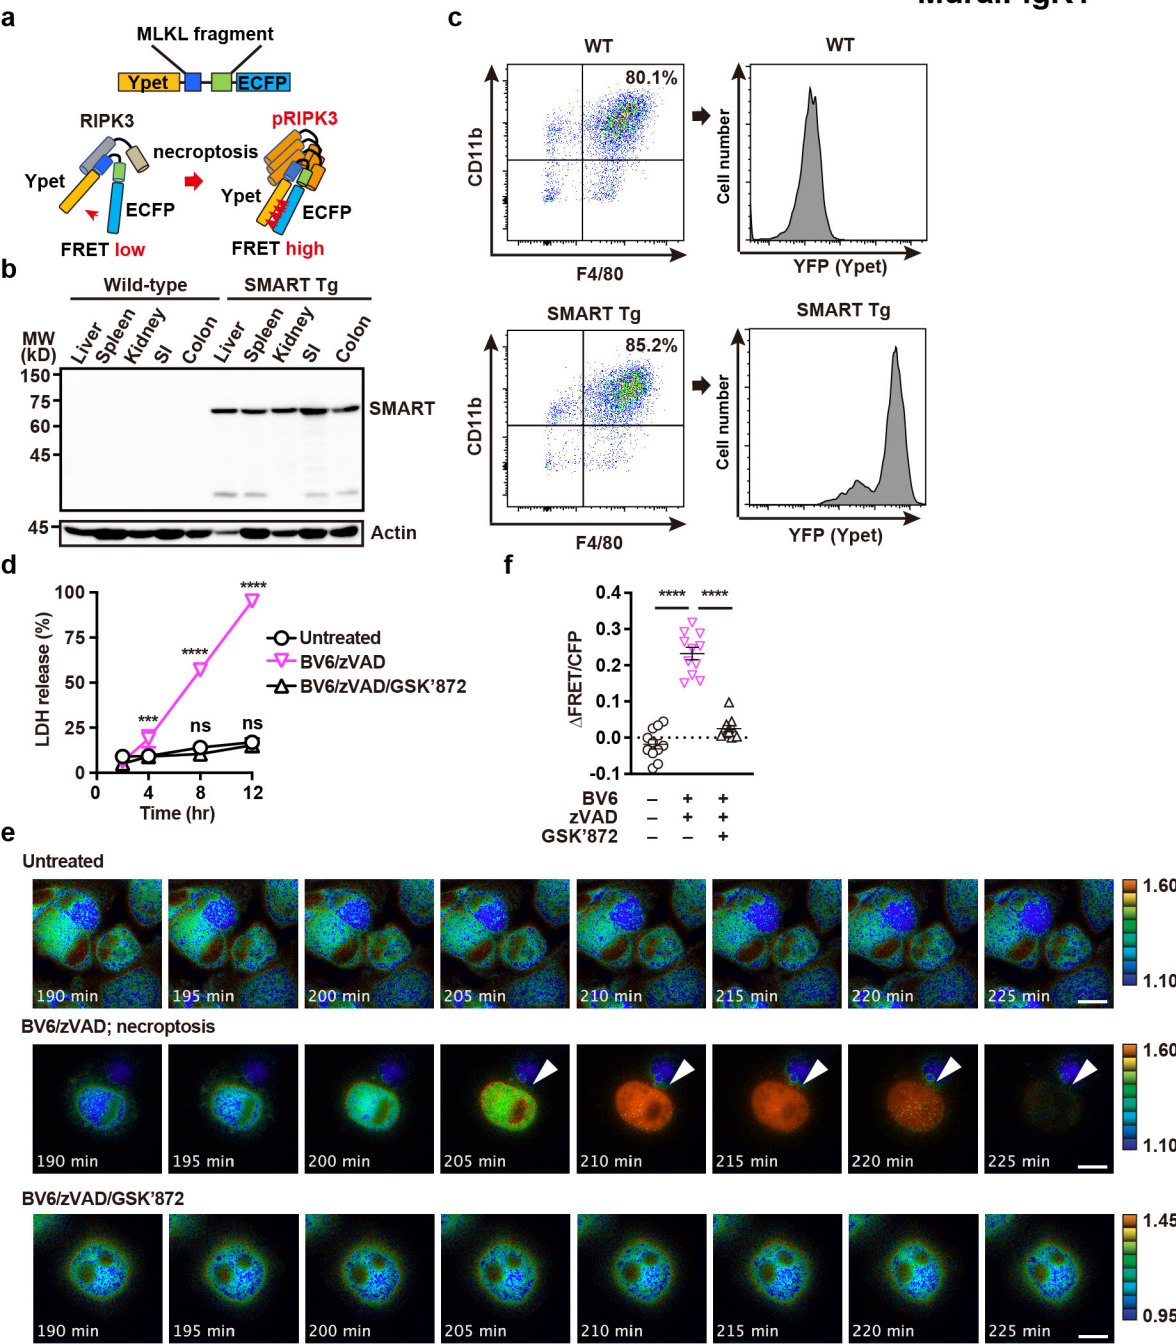 a
MLKL fragment
Ypet
ECFP
RIPK3
pRIPK3
necroptosis
Ypet
ECFP
Ypet
ECFP
FRET low
FRET high
b
Wild-type
SMART Tg
MW
(kD)
Liver
Spleen
Kidney
SI
Colon
Liver
Spleen
Kidney
SI
Colon
150
75
60
45
SMART
45
Actin
c
WT
80.1%
CD11b
F4/80
WT
Cell number
YFP (Ypet)
SMART Tg
85.2%
CD11b
F4/80
SMART Tg
Cell number
YFP (Ypet)
d
LDH release (%)
100
75
50
25
0
0
4
8
12
Time (hr)
***
****
****
ns
ns
Untreated
BV6/zVAD
BV6/zVAD/GSK'872
f
ΔFRET/CFP
0.4
0.3
0.2
0.1
0.0
-0.1
**** ****
BV6 – + +
zVAD – + +
GSK'872 – – +
e
Untreated
190 min
195 min
200 min
205 min
210 min
215 min
220 min
225 min
1.60
1.10
BV6/zVAD; necroptosis
190 min
195 min
200 min
205 min
210 min
215 min
220 min
225 min
1.60
1.10
BV6/zVAD/GSK'872
190 min
195 min
200 min
205 min
210 min
215 min
220 min
225 min
1.45
0.95